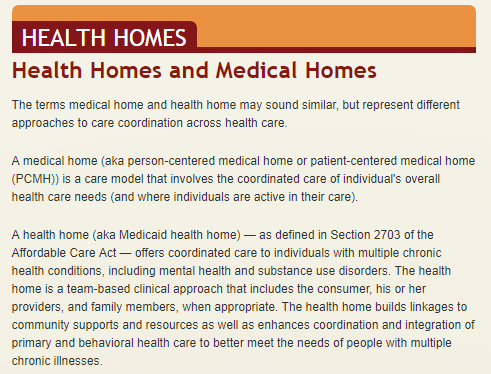 HEALTH HOMES
Health Homes and Medical Homes
The terms medical home and health home may sound similar, but represent different
approaches to care coordination across health care.
A medical home (aka person-centered medical home or patient-centered medical home
(PCMH)) is a care model that involves the coordinated care of individual's overall
health care needs (and where individuals are active in their care).
A health home (aka Medicaid health home) — as defined in Section 2703 of the
Affordable Care Act — offers coordinated care to individuals with multiple chronic
health conditions, including mental health and substance use disorders. The health
home is a team-based clinical approach that includes the consumer, his or her
providers, and family members, when appropriate. The health home builds linkages to
community supports and resources as well as enhances coordination and integration of
primary and behavioral health care to better meet the needs of people with multiple
chronic illnesses.